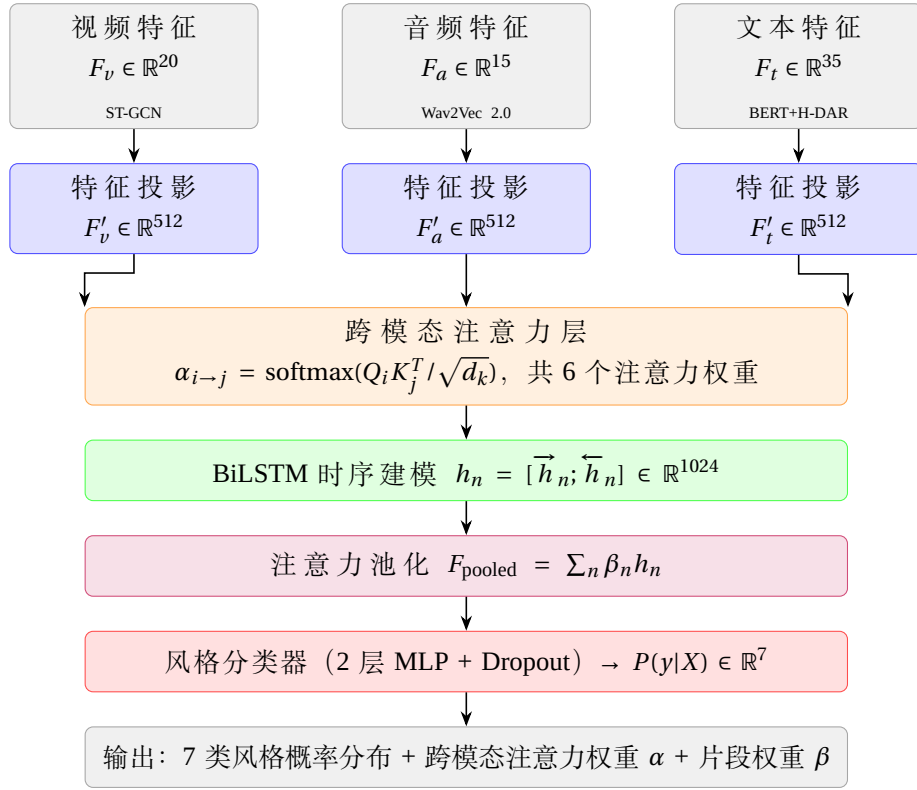 视频特征
F_v ∈ ℝ^20
ST-GCN
音频特征
F_a ∈ ℝ^15
Wav2Vec 2.0
文本特征
F_t ∈ ℝ^35
BERT+H-DAR
特征投影
F′_v ∈ ℝ^512
特征投影
F′_a ∈ ℝ^512
特征投影
F′_t ∈ ℝ^512
跨模态注意力层
α_{i→j} = softmax(Q_i K_j^T/√d_k)，共 6 个注意力权重
BiLSTM 时序建模 h_n = [→h_n; ←h_n] ∈ ℝ^1024
注意力池化 F_pooled = ∑_n β_n h_n
风格分类器（2 层 MLP + Dropout）→ P(y|X) ∈ ℝ^7
输出：7 类风格概率分布 + 跨模态注意力权重 α + 片段权重 β